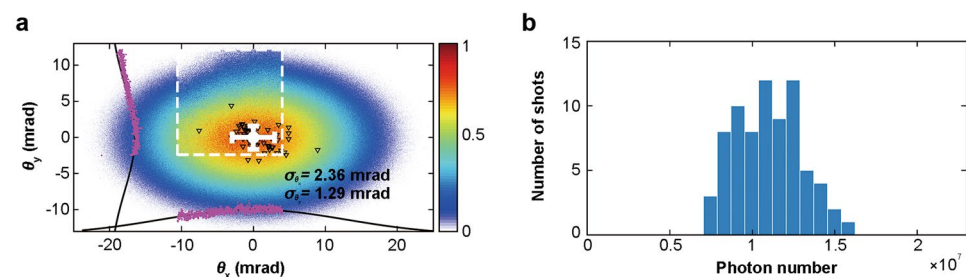 a
b
θy (mrad)
10
5
0
-5
-10
-20
-10
0
10
20
θx (mrad)
1
0.5
0
σθ = 2.36 mrad
σθ = 1.29 mrad
Number of shots
15
10
5
0
0
0.5
1
1.5
2
×10⁷
Photon number